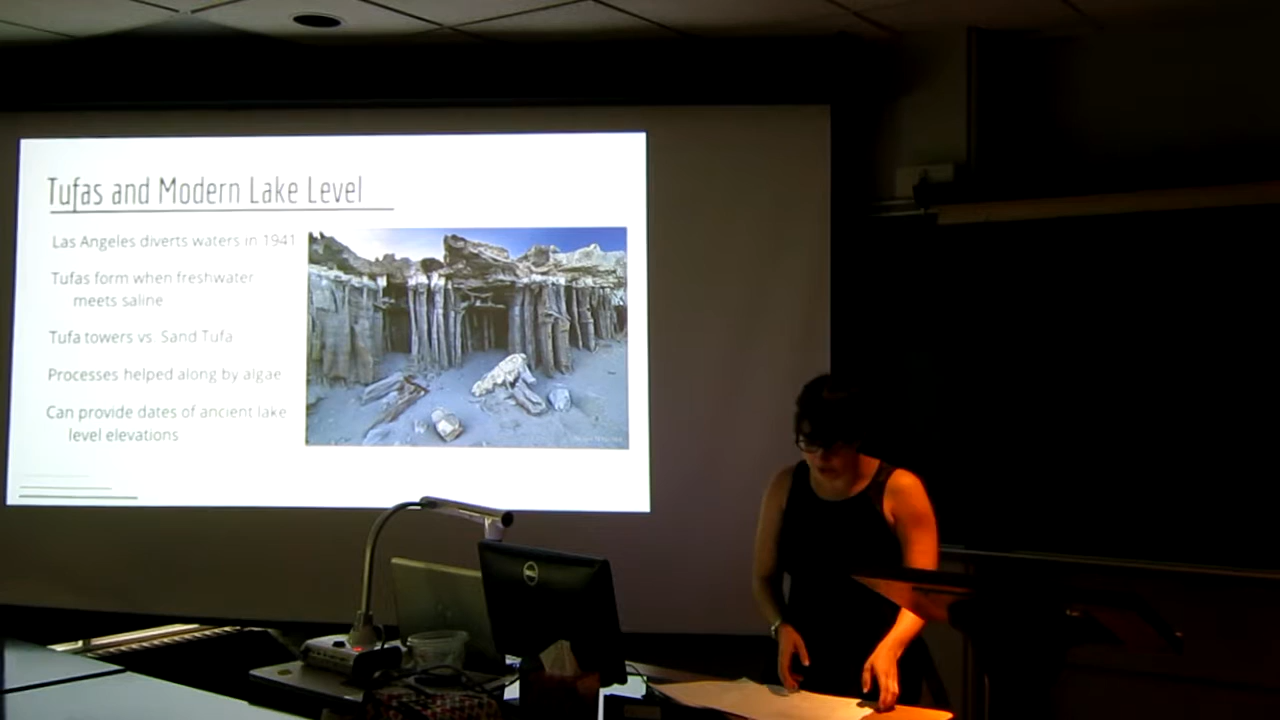 Tufas and Modern Lake Level
Las Angeles diverts waters in 1941
Tufas form when freshwater
meets saline
Tufa towers vs Sand Tufa
Processes helped along by algae
Can provide dates of ancient lake
level elevations
DELL